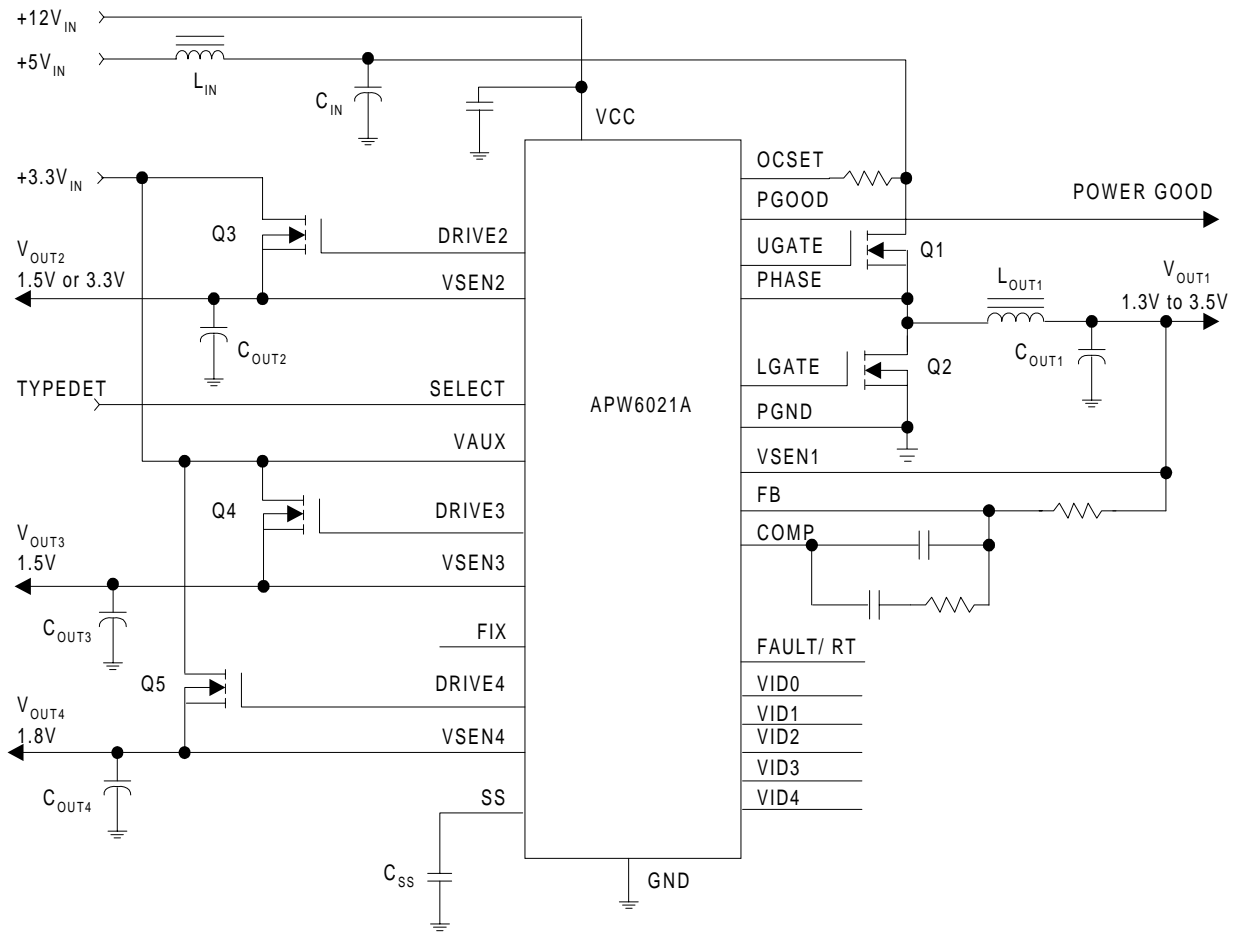 +12V_IN
+5V_IN
L_IN
C_IN
VCC
+3.3V_IN
OCSET
PGOOD
POWER GOOD
Q3
DRIVE2
UGATE
Q1
V_OUT2
1.5V or 3.3V
VSEN2
PHASE
L_OUT1
V_OUT1
1.3V to 3.5V
C_OUT2
LGATE
Q2
C_OUT1
TYPEDET
SELECT
APW6021A
PGND
VAUX
VSEN1
FB
Q4
DRIVE3
COMP
V_OUT3
1.5V
VSEN3
C_OUT3
FIX
FAULT/ RT
Q5
DRIVE4
VID0
V_OUT4
1.8V
VSEN4
VID1
VID2
VID3
C_OUT4
SS
VID4
C_SS
GND